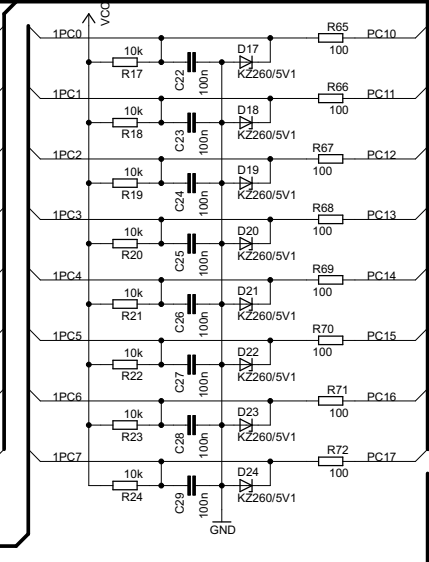 VCC
1PC0
R65
100
PC10
10k
R17
C22
100n
D17
KZ260/5V1
1PC1
R66
100
PC11
10k
R18
C23
100n
D18
KZ260/5V1
1PC2
R67
100
PC12
10k
R19
C24
100n
D19
KZ260/5V1
1PC3
R68
100
PC13
10k
R20
C25
100n
D20
KZ260/5V1
1PC4
R69
100
PC14
10k
R21
C26
100n
D21
KZ260/5V1
1PC5
R70
100
PC15
10k
R22
C27
100n
D22
KZ260/5V1
1PC6
R71
100
PC16
10k
R23
C28
100n
D23
KZ260/5V1
1PC7
R72
100
PC17
10k
R24
C29
100n
D24
KZ260/5V1
GND